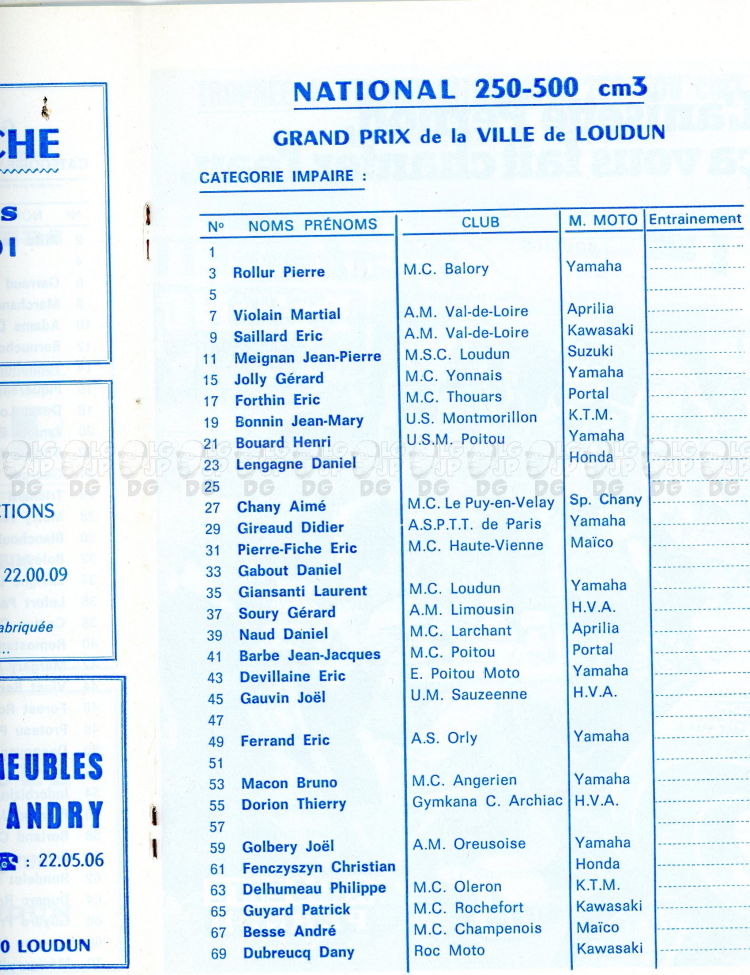 CHE
S
OI
CTIONS
22.00.09
abriquée
...
MEUBLES
ANDRY
☎ : 22.05.06
0 LOUDUN
NATIONAL 250-500 cm3
GRAND PRIX de la VILLE de LOUDUN
CATEGORIE IMPAIRE :
N° NOMS PRÉNOMS CLUB M. MOTO Entrainement
1
3 Rollur Pierre M.C. Balory Yamaha
5
7 Violain Martial A.M. Val-de-Loire Aprilia
9 Saillard Eric A.M. Val-de-Loire Kawasaki
11 Meignan Jean-Pierre M.S.C. Loudun Suzuki
15 Jolly Gérard M.C. Yonnais Yamaha
17 Forthin Eric M.C. Thouars Portal
19 Bonnin Jean-Mary U.S. Montmorillon K.T.M.
21 Bouard Henri U.S.M. Poitou Yamaha
23 Lengagne Daniel Honda
25
27 Chany Aimé M.C. Le Puy-en-Velay Sp. Chany
29 Gireaud Didier A.S.P.T.T. de Paris Yamaha
31 Pierre-Fiche Eric M.C. Haute-Vienne Maïco
33 Gabout Daniel
35 Giansanti Laurent M.C. Loudun Yamaha
37 Soury Gérard A.M. Limousin H.V.A.
39 Naud Daniel M.C. Larchant Aprilia
41 Barbe Jean-Jacques M.C. Poitou Portal
43 Devillaine Eric E. Poitou Moto Yamaha
45 Gauvin Joël U.M. Sauzeenne H.V.A.
47
49 Ferrand Eric A.S. Orly Yamaha
51
53 Macon Bruno M.C. Angerien Yamaha
55 Dorion Thierry Gymkana C. Archiac H.V.A.
57
59 Golbery Joël A.M. Oreusoise Yamaha
61 Fenczyszyn Christian Honda
63 Delhumeau Philippe M.C. Oleron K.T.M.
65 Guyard Patrick M.C. Rochefort Kawasaki
67 Besse André M.C. Champenois Maïco
69 Dubreucq Dany Roc Moto Kawasaki